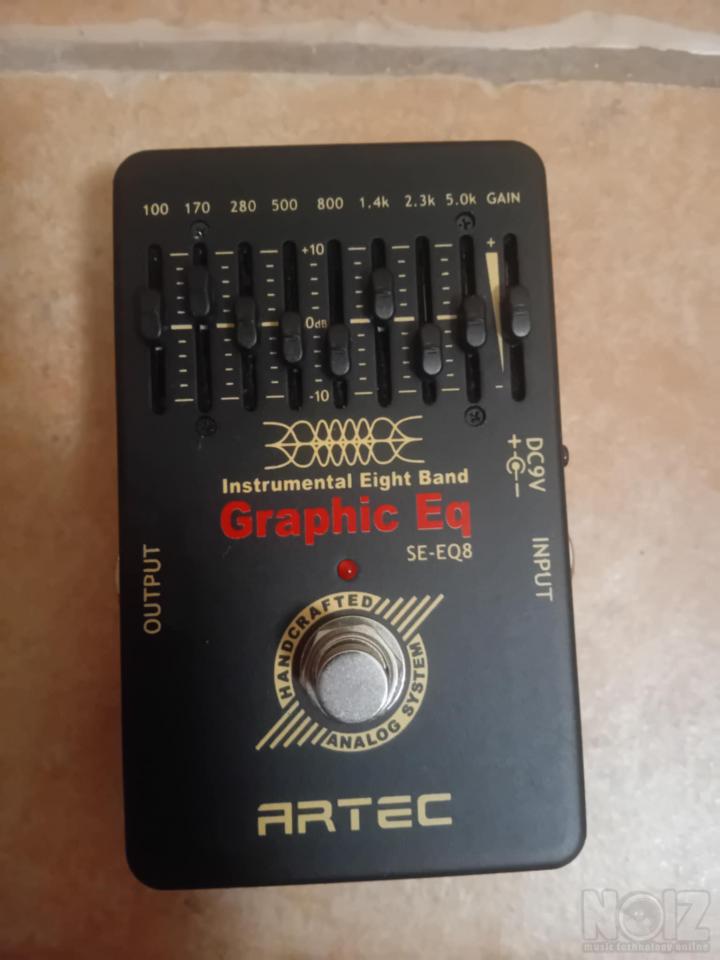 100 170 280 500 800 1.4k 2.3k 5.0k GAIN
+10 +
0dB
-10 -
DC9V
+ -
Instrumental Eight Band
Graphic Eq
SE-EQ8
OUTPUT
INPUT
HANDCRAFTED
ANALOG SYSTEM
ARTEC
NOIZ
music technology online